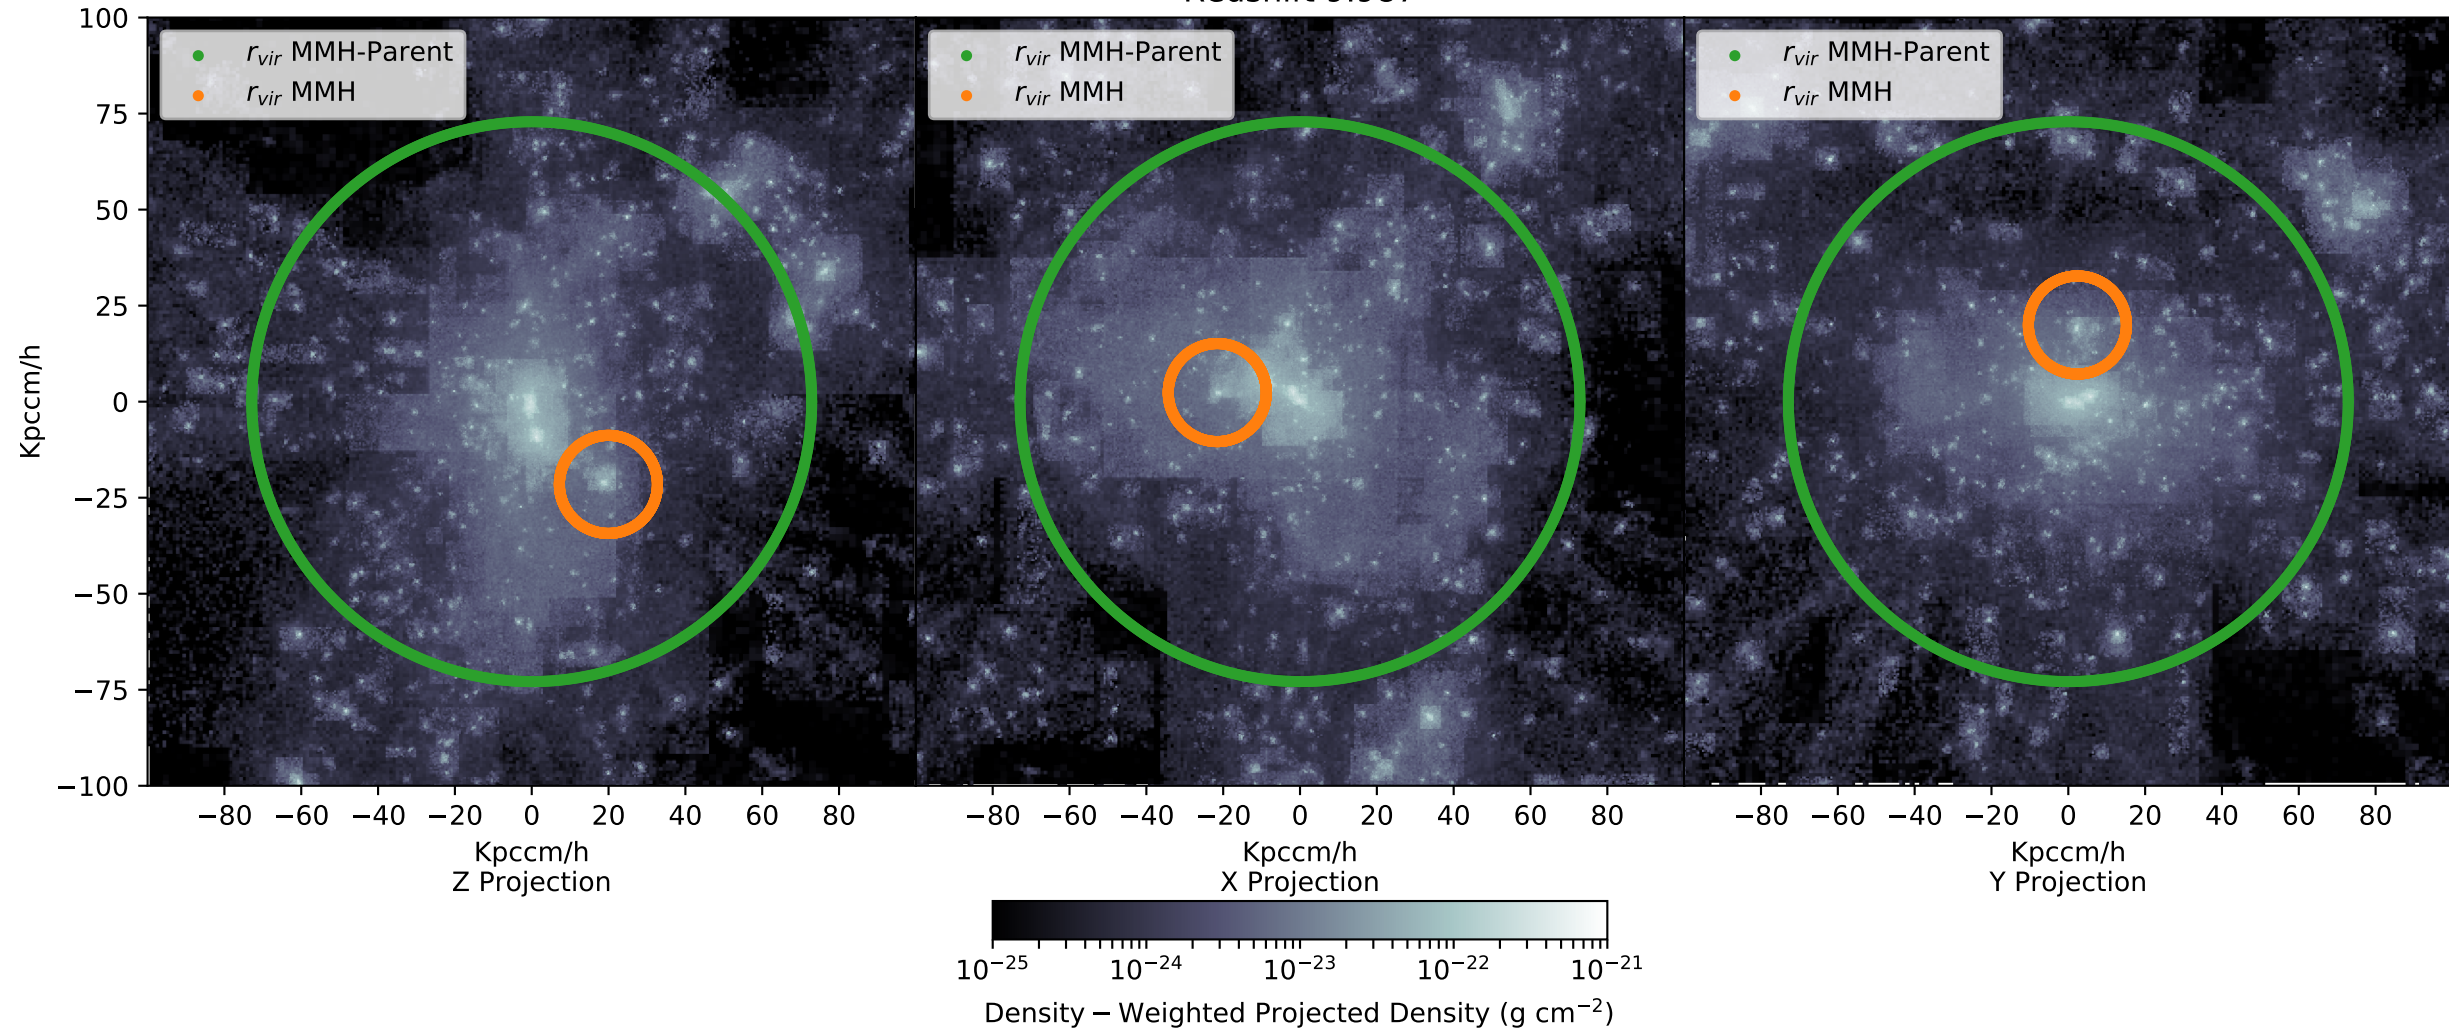 r_vir MMH-Parent
r_vir MMH
r_vir MMH-Parent
r_vir MMH
r_vir MMH-Parent
r_vir MMH
100
75
50
25
0
−25
−50
−75
−100
Kpccm/h
−80 −60 −40 −20 0 20 40 60 80
−80 −60 −40 −20 0 20 40 60 80
−80 −60 −40 −20 0 20 40 60 80
Kpccm/h
Z Projection
Kpccm/h
X Projection
Kpccm/h
Y Projection
10^−25 10^−24 10^−23 10^−22 10^−21
Density − Weighted Projected Density (g cm^−2)